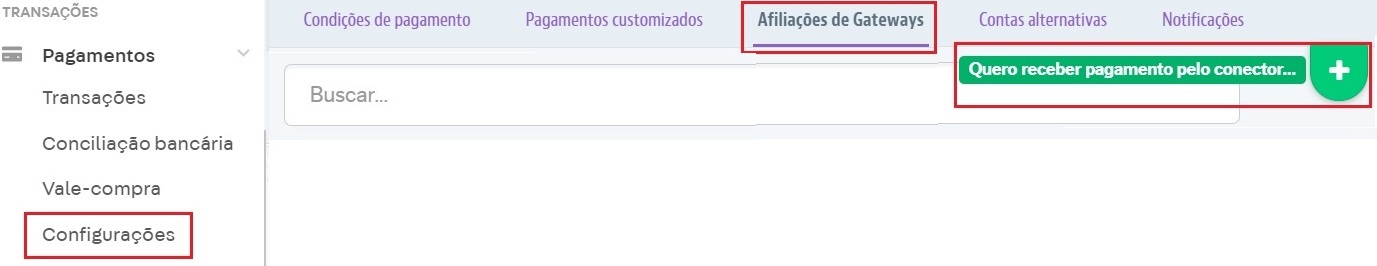 TRANSAÇÕES
Pagamentos
Transações
Conciliação bancária
Vale-compra
Configurações
Condições de pagamento
Pagamentos customizados
Afiliações de Gateways
Contas alternativas
Notificações
Quero receber pagamento pelo conector...
+
Buscar...